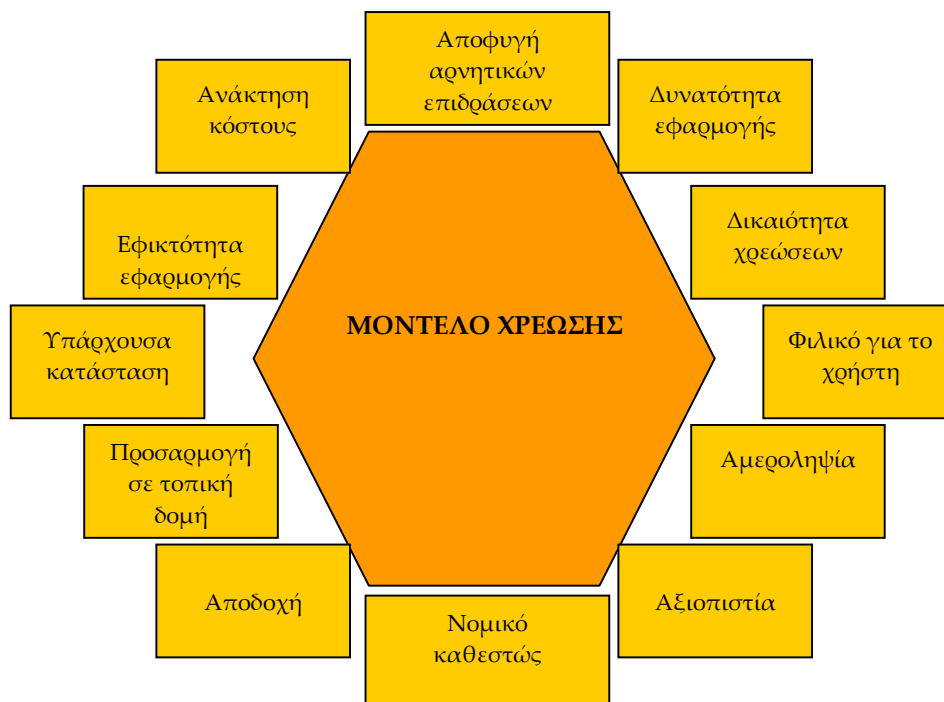 Αποφυγή
αρνητικών
επιδράσεων
Ανάκτηση
κόστους
Δυνατότητα
εφαρμογής
Εφικτότητα
εφαρμογής
Δικαιότητα
χρεώσεων
ΜΟΝΤΕΛΟ ΧΡΕΩΣΗΣ
Υπάρχουσα
κατάσταση
Φιλικό για το
χρήστη
Προσαρμογή
σε τοπική
δομή
Αμεροληψία
Αποδοχή
Αξιοπιστία
Νομικό
καθεστώς